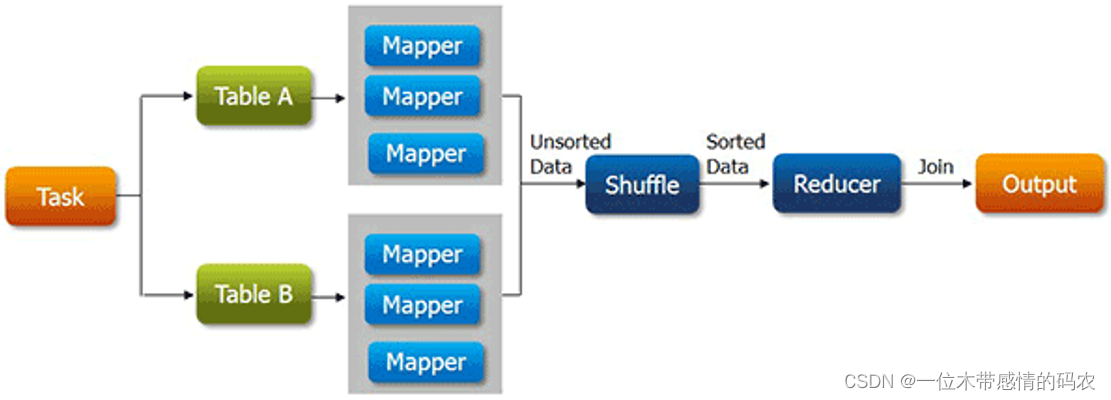 Task
Table A
Mapper
Mapper
Mapper
Table B
Mapper
Mapper
Mapper
Unsorted
Data
Shuffle
Sorted
Data
Reducer
Join
Output
CSDN @一位木带感情的码农